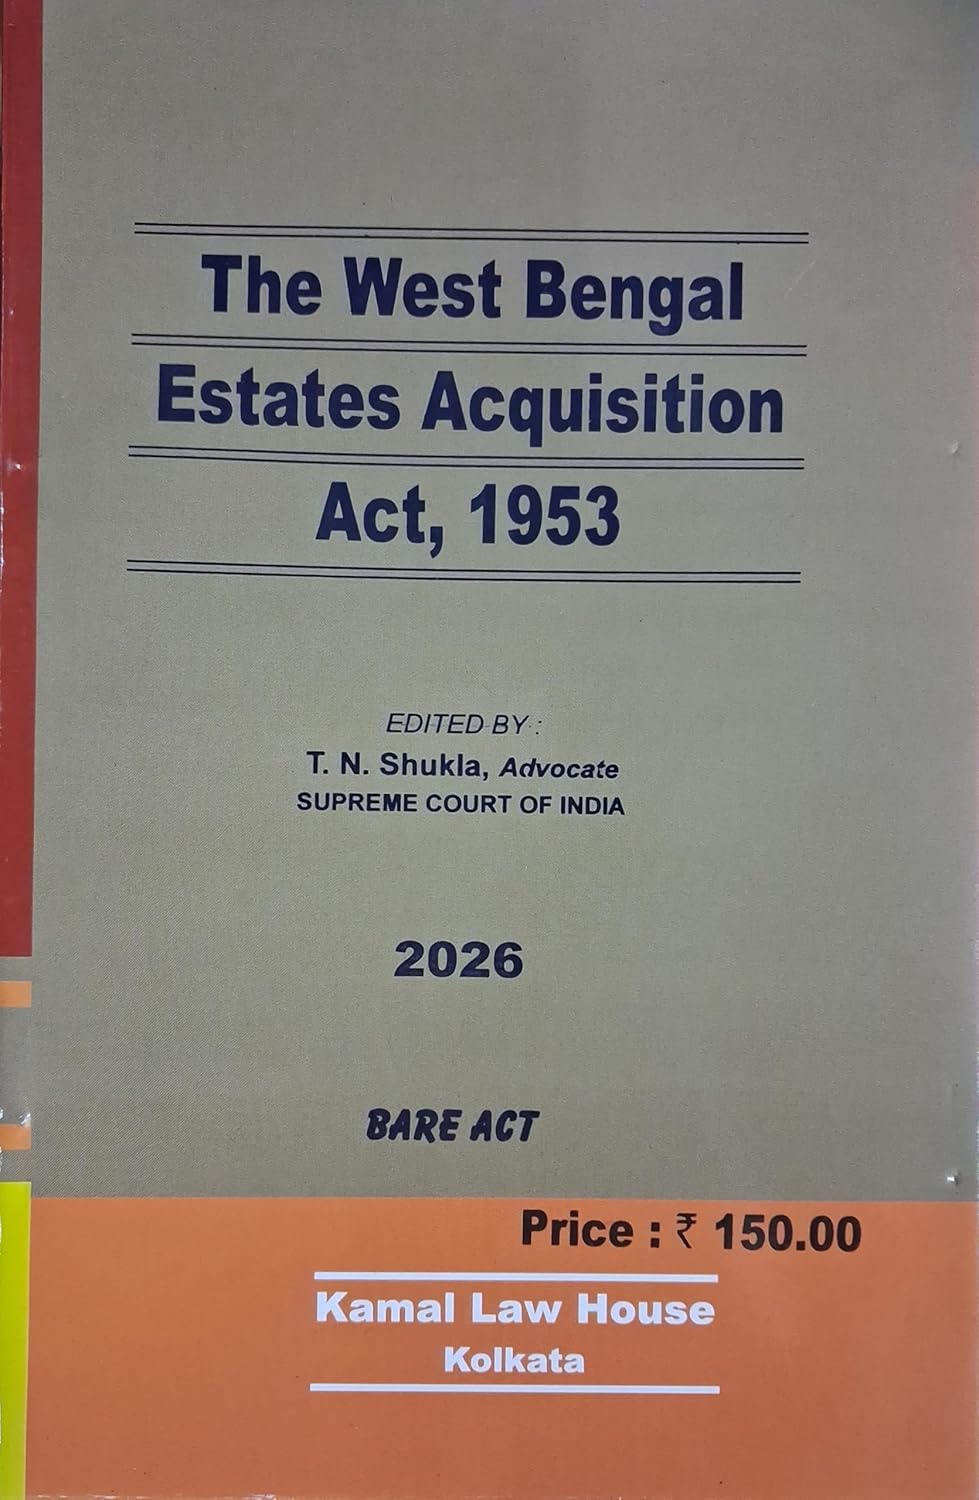 The West Bengal
Estates Acquisition
Act, 1953
EDITED BY :
T. N. Shukla, Advocate
SUPREME COURT OF INDIA
2026
BARE ACT
Price : ₹ 150.00
Kamal Law House
Kolkata